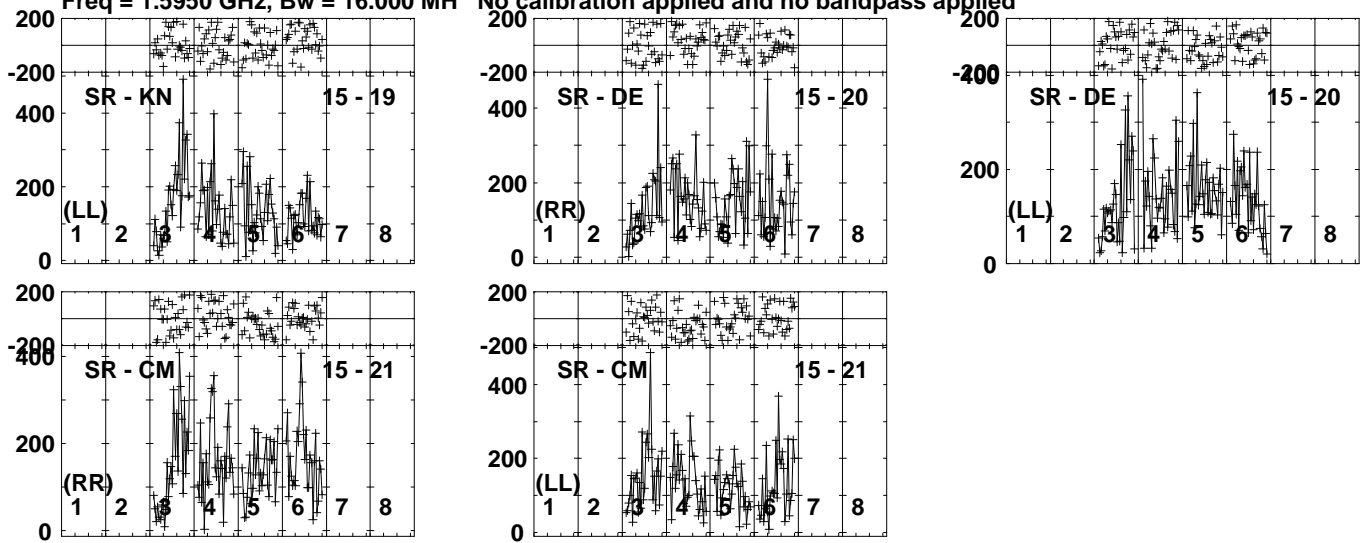 Freq = 1.5950 GHz, Bw = 16.000 MH No calibration applied and no bandpass applied
200
-200
SR - KN 15 - 19
400
200
(LL)
1 2 3 4 5 6 7 8
0
200
-200
SR - DE 15 - 20
400
200
(RR)
1 2 3 4 5 6 7 8
0
200
-200
400
SR - DE 15 - 20
200
(LL)
1 2 3 4 5 6 7 8
0
200
-200
400
SR - CM 15 - 21
200
(RR)
1 2 3 4 5 6 7 8
0
200
-200
SR - CM 15 - 21
400
200
(LL)
1 2 3 4 5 6 7 8
0